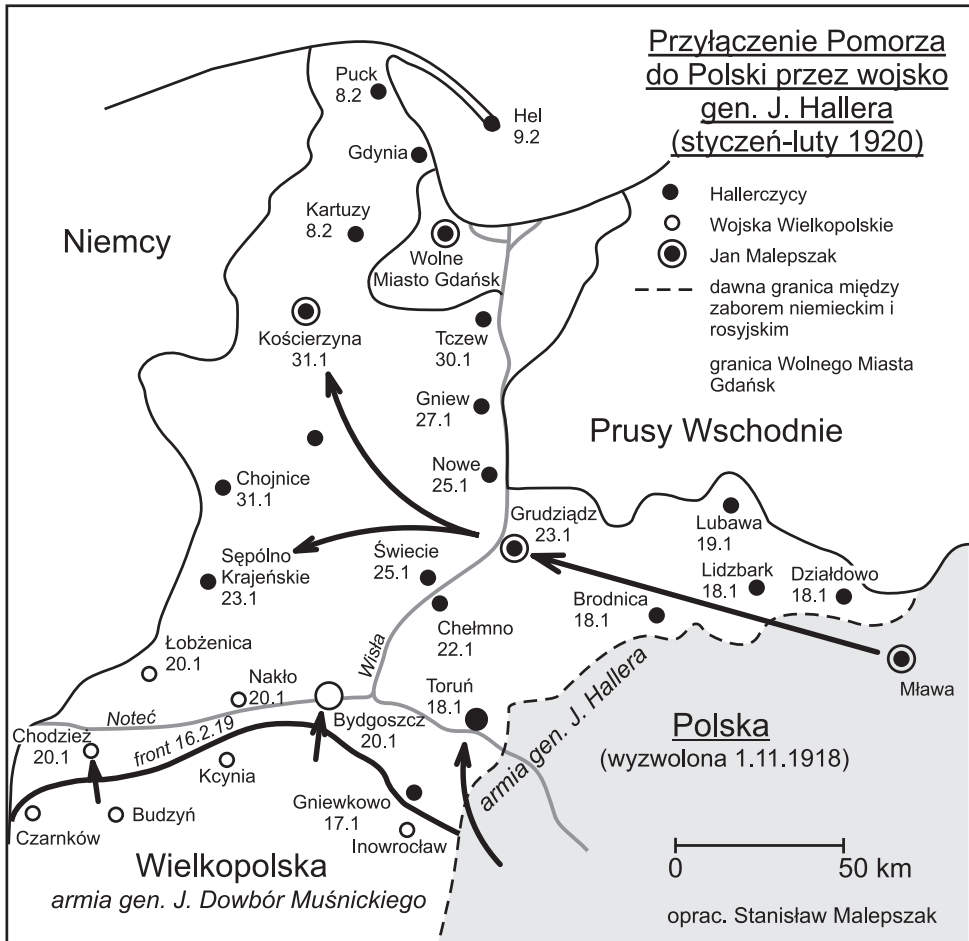 Przyłączenie Pomorza
do Polski przez wojsko
gen. J. Hallera
(styczeń-luty 1920)
Hallerczycy
Wojska Wielkopolskie
Jan Malepszak
dawna granica między
zaborem niemieckim i
rosyjskim
granica Wolnego Miasta
Gdańsk
Puck
8.2
Hel
9.2
Gdynia
Kartuzy
8.2
Niemcy
Wolne
Miasto Gdańsk
Kościerzyna
31.1
Tczew
30.1
Gniew
27.1
Prusy Wschodnie
Nowe
25.1
Chojnice
31.1
Grudziądz
23.1
Lubawa
19.1
Sępólno
Krajeńskie
23.1
Świecie
25.1
Lidzbark
18.1
Działdowo
18.1
Brodnica
18.1
Chełmno
22.1
Łobżenica
20.1
Wisła
Nakło
20.1
Toruń
18.1
Mława
Noteć
Bydgoszcz
20.1
armia gen. J. Hallera
Polska
(wyzwolona 1.11.1918)
Chodzież
20.1
front 16.2.19
Kcynia
Gniewkowo
17.1
Budzyń
Czarnków
Inowrocław
Wielkopolska
armia gen. J. Dowbór Muśnickiego
0 50 km
oprac. Stanisław Malepszak